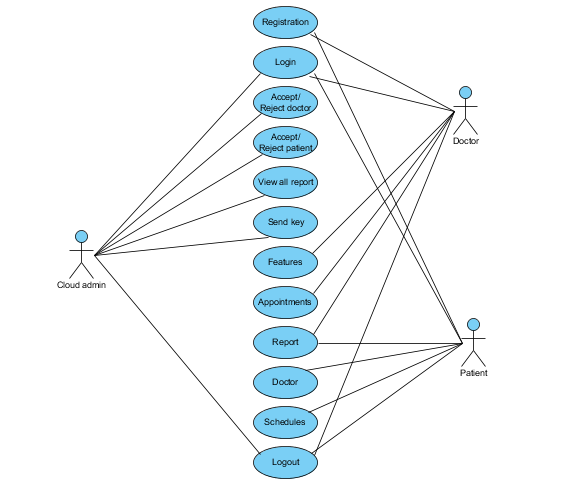 Registration
Login
Accept/
Reject doctor
Accept/
Reject patient
View all report
Send key
Features
Appointments
Report
Doctor
Schedules
Logout
Cloud admin
Doctor
Patient